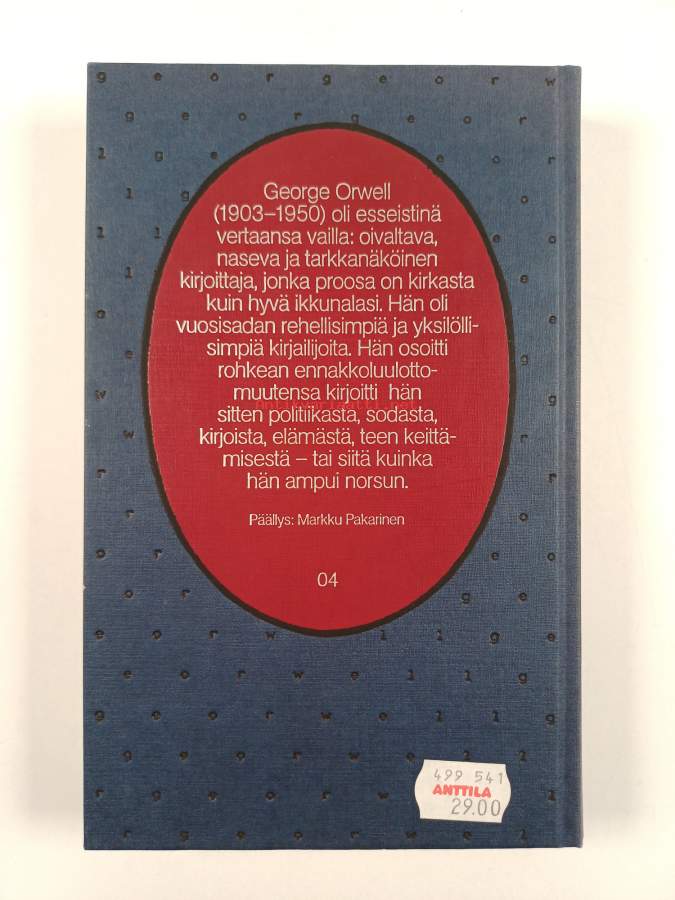 g e o r g e o r w
g e o r g e o r
George Orwell
(1903–1950) oli esseistinä
vertaansa vailla: oivaltava,
naseva ja tarkkanäköinen
kirjoittaja, jonka proosa on kirkasta
kuin hyvä ikkunalasi. Hän oli
vuosisadan rehellisimpiä ja yksilölli-
simpiä kirjailijoita. Hän osoitti
rohkean ennakkoluulotto-
muutensa kirjoitti hän
sitten politiikasta, sodasta,
kirjoista, elämästä, teen keittä-
misestä – tai siitä kuinka
hän ampui norsun.
Päällys: Markku Pakarinen
04
499 541
ANTTILA
29.00